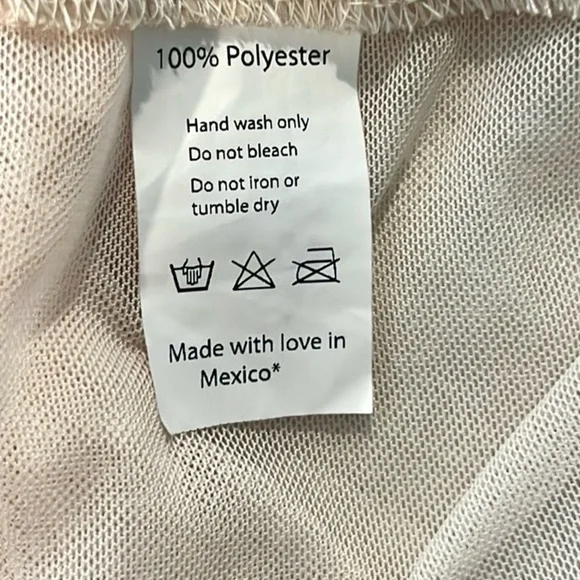 100% Polyester
Hand wash only
Do not bleach
Do not iron or
tumble dry
Made with love in
Mexico*